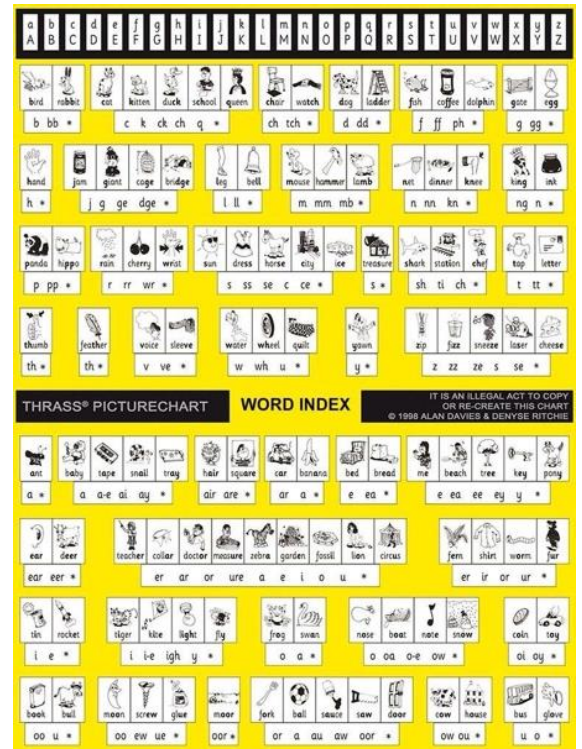 a b c d e f g h i j k l m n o p q r s t u v w x y z
A B C D E F G H I J K L M N O P Q R S T U V W X Y Z
bird rabbit cat kitten duck school queen chair watch dog ladder fish coffee dolphin gate egg
b bb * c k ck ch q * ch tch * d dd * f ff ph * g gg *
hand jam giant cage bridge leg bell mouse hammer lamb net dinner knee king ink
h * j g ge dge * l ll * m mm mb * n nn kn * ng n *
panda hippo rain cherry wrist sun dress horse city ice treasure shark station chef tap letter
p pp * r rr wr * s ss se c ce * s * sh ti ch * t tt *
thumb feather voice sleeve water wheel quilt yawn zip fizz sneeze laser cheese
th * th * v ve * w wh u * y * z zz ze s se *
THRASS® PICTURECHART WORD INDEX IT IS AN ILLEGAL ACT TO COPY
OR RE-CREATE THIS CHART
© 1998 ALAN DAVIES & DENYSE RITCHIE
ant baby tape snail tray hair square car banana bed bread me beach tree key pony
a * a a-e ai ay * air are * ar a * e ea * e ea ee ey y *
ear deer teacher collar doctor measure zebra garden fossil lion circus fern shirt worm fur
ear eer * er ar or ure a e i o u * er ir or ur *
tin rocket tiger kite light fly frog swan nose boat note snow coin toy
i e * i i-e igh y * o a * o oa o-e ow * oi oy *
book bull moon screw glue moor fork ball sauce saw door cow house bus glove
oo u * oo ew ue * oor * or a au aw oor * ow ou * u o *